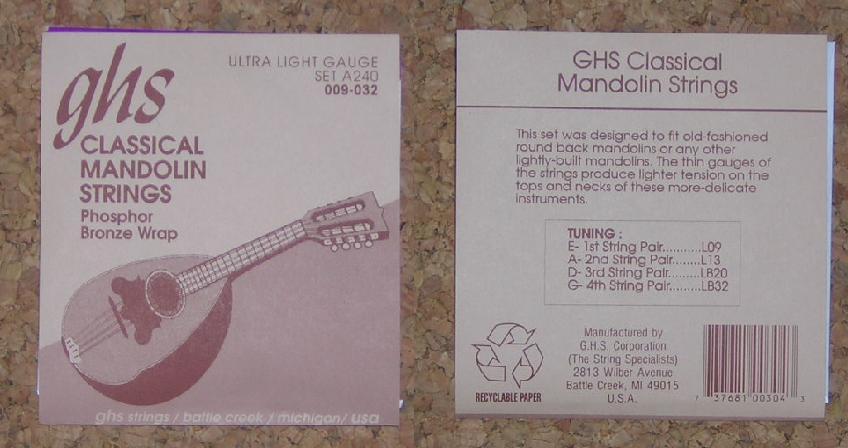 ghs
ULTRA LIGHT GAUGE
SET A240
009-032
CLASSICAL
MANDOLIN
STRINGS
Phosphor
Bronze Wrap
ghs strings / battle creek / michigan/ usa
GHS Classical
Mandolin Strings
This set was designed to fit old-fashioned
round back mandolins or any other
lightly-built mandolins. The thin gauges of
the strings produce lighter tension on the
tops and necks of these more-delicate
instruments.
TUNING :
E- 1st String Pair...........L09
A- 2nd String Pair........L13
D- 3rd String Pair........LB20
G- 4th String Pair........LB32
RECYCLABLE PAPER
Manufactured by
G.H.S. Corporation
(The String Specialists)
2813 Wilber Avenue
Battle Creek, MI 49015
U.S.A.
7 37681 00304 3